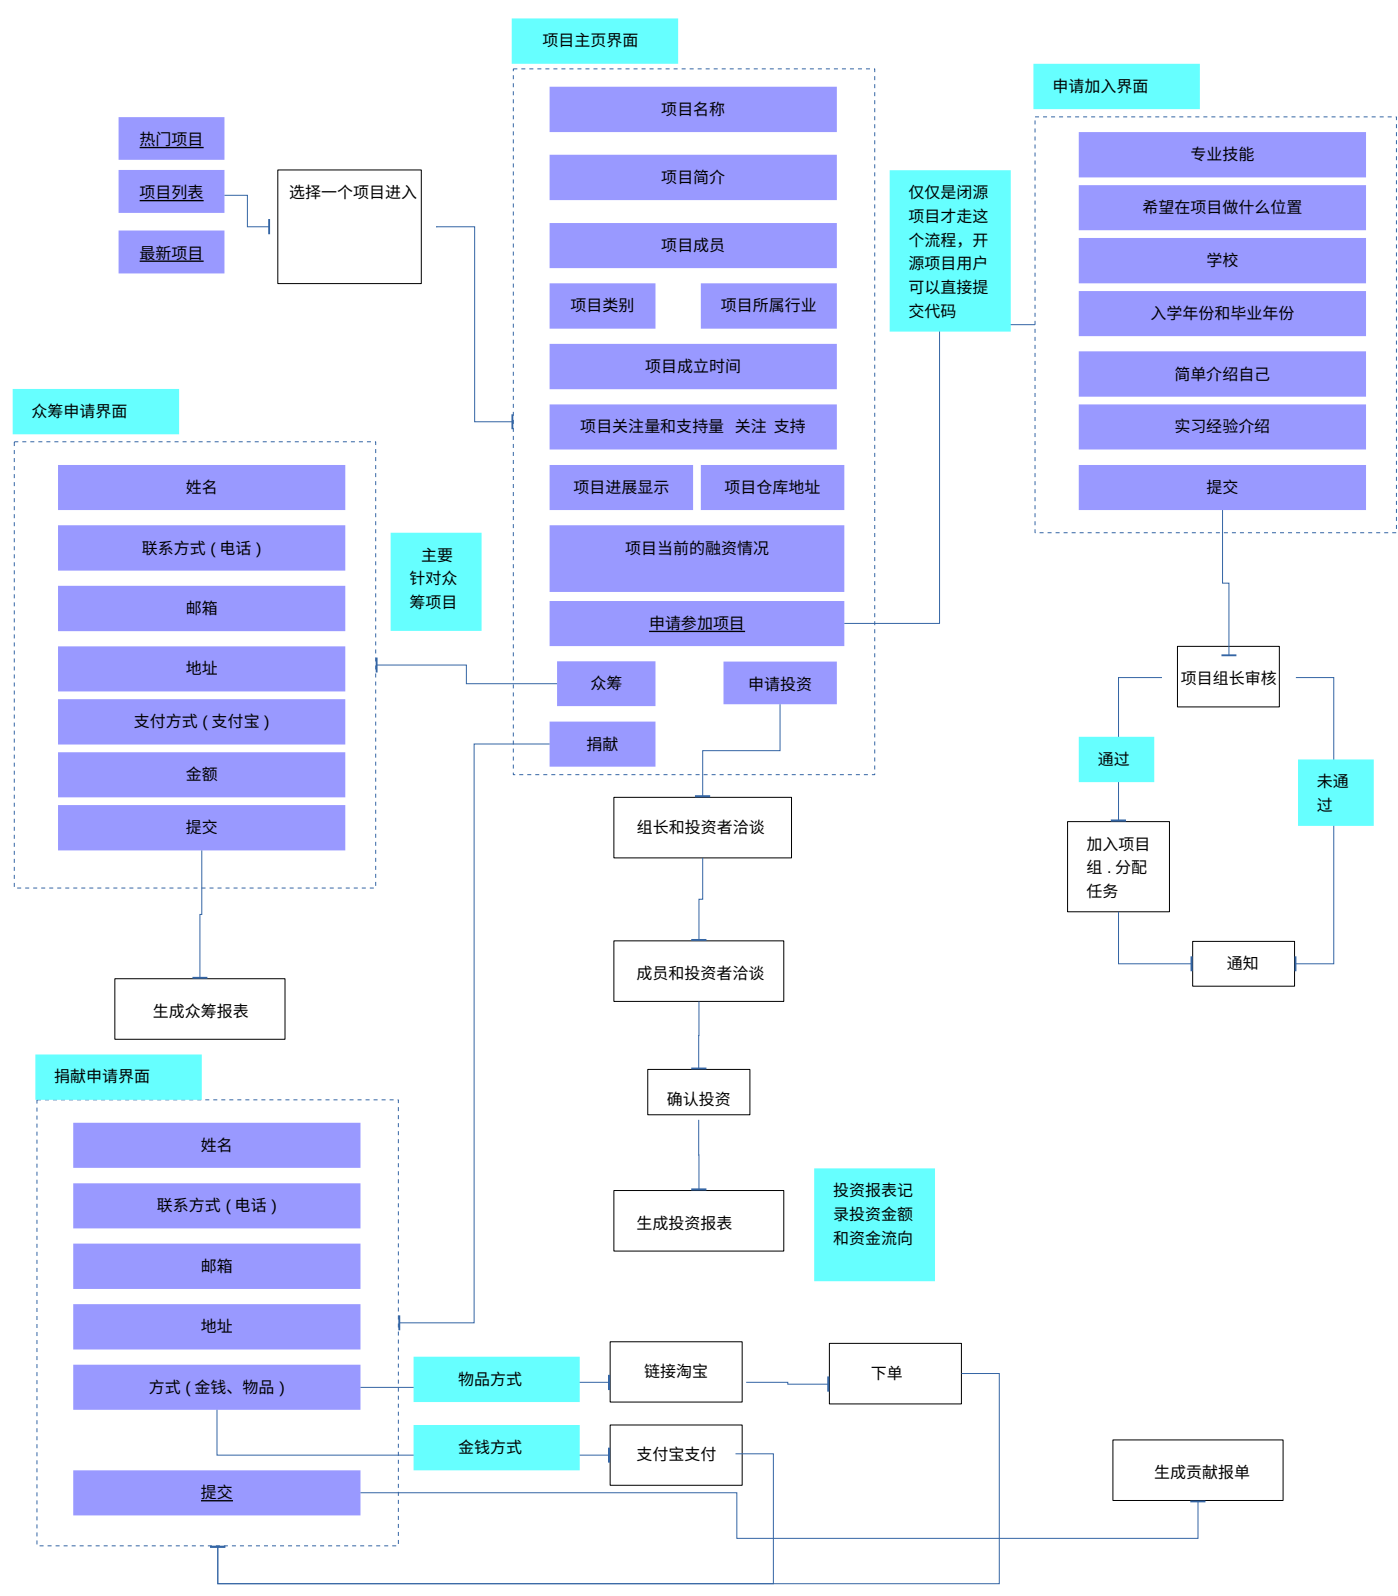 项目主页界面
项目名称
项目简介
项目成员
项目类别
项目所属行业
项目成立时间
项目关注量和支持量 关注 支持
项目进展显示
项目仓库地址
项目当前的融资情况
申请参加项目
众筹
申请投资
捐献
热门项目
项目列表
最新项目
选择一个项目进入
仅仅是闭源
项目才走这
个流程，开
源项目用户
可以直接提
交代码
申请加入界面
专业技能
希望在项目做什么位置
学校
入学年份和毕业年份
简单介绍自己
实习经验介绍
提交
项目组长审核
通过
未通
过
加入项目
组 . 分配
任务
通知
众筹申请界面
姓名
联系方式 ( 电话 )
邮箱
地址
支付方式 ( 支付宝 )
金额
提交
主要
针对众
筹项目
生成众筹报表
组长和投资者洽谈
成员和投资者洽谈
确认投资
生成投资报表
投资报表记
录投资金额
和资金流向
捐献申请界面
姓名
联系方式 ( 电话 )
邮箱
地址
方式 ( 金钱、物品 )
提交
物品方式
链接淘宝
下单
金钱方式
支付宝支付
生成贡献报单